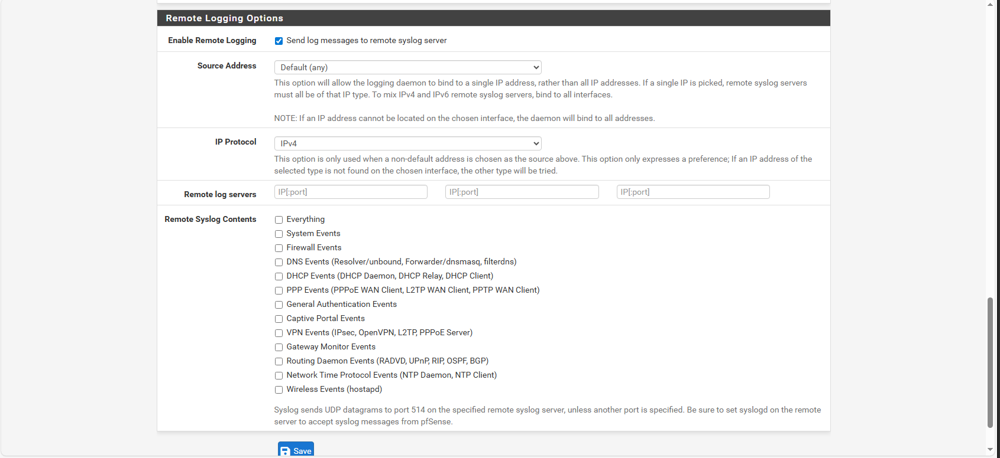 Remote Logging Options
Enable Remote Logging
Send log messages to remote syslog server
Source Address
Default (any)
This option will allow the logging daemon to bind to a single IP address, rather than all IP addresses. If a single IP is picked, remote syslog servers
must all be of that IP type. To mix IPv4 and IPv6 remote syslog servers, bind to all interfaces.
NOTE: If an IP address cannot be located on the chosen interface, the daemon will bind to all addresses.
IP Protocol
IPv4
This option is only used when a non-default address is chosen as the source above. This option only expresses a preference; If an IP address of the
selected type is not found on the chosen interface, the other type will be tried.
Remote log servers
IP[:port]
IP[:port]
IP[:port]
Remote Syslog Contents
Everything
System Events
Firewall Events
DNS Events (Resolver/unbound, Forwarder/dnsmasq, filterdns)
DHCP Events (DHCP Daemon, DHCP Relay, DHCP Client)
PPP Events (PPPoE WAN Client, L2TP WAN Client, PPTP WAN Client)
General Authentication Events
Captive Portal Events
VPN Events (IPsec, OpenVPN, L2TP, PPPoE Server)
Gateway Monitor Events
Routing Daemon Events (RADVD, UPnP, RIP, OSPF, BGP)
Network Time Protocol Events (NTP Daemon, NTP Client)
Wireless Events (hostapd)
Syslog sends UDP datagrams to port 514 on the specified remote syslog server, unless another port is specified. Be sure to set syslogd on the remote
server to accept syslog messages from pfSense.
Save